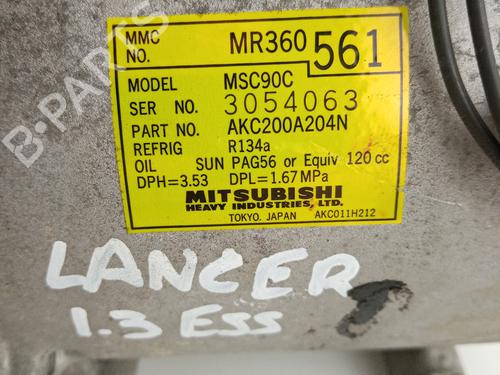 MMC NO. MR360 561
MODEL MSC90C
SER NO. 3054063
PART NO. AKC200A204N
REFRIG R134a
OIL SUN PAG56 or Equiv 120 cc
DPH=3.53 DPL=1.67MPa
MITSUBISHI
HEAVY INDUSTRIES, LTD.
TOKYO. JAPAN AKC011H212
LANCER
1.3 ESS
B-PARTS